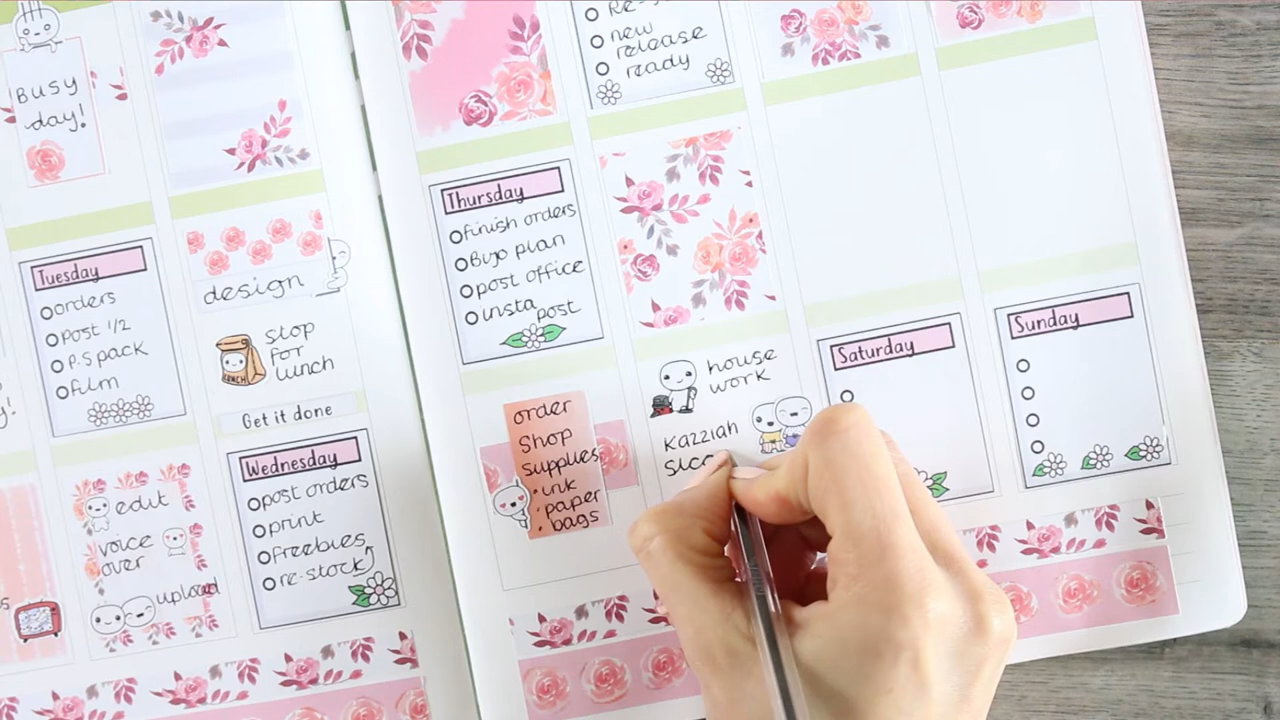 Busy
day!
Tuesday
orders
post 1/2
P.S pack
film
edit
voice
over
upload
design
stop
for
lunch
LUNCH
Get it done
Wednesday
post orders
print
freebies
re-stock
Thursday
finish orders
Bujo plan
post office
insta
post
order
Shop
supplies
• ink
• paper
• bags
new
release
ready
house
work
Kazziah
Saturday
Sunday